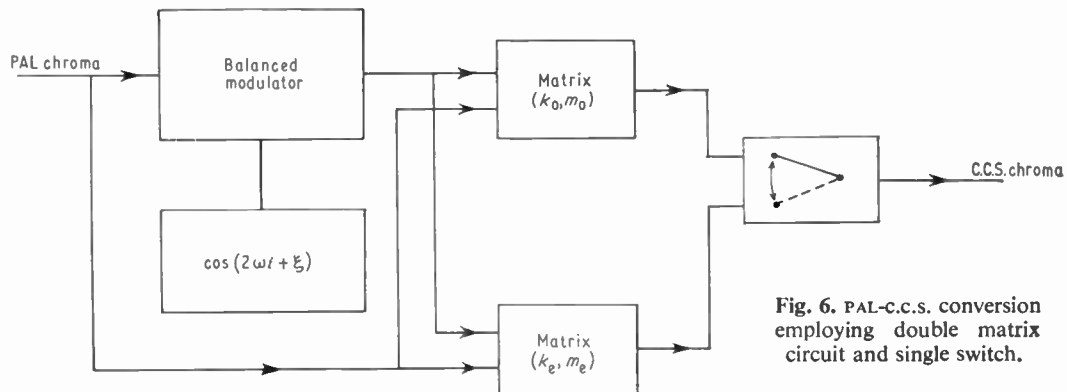 PAL chroma
Balanced
modulator
Matrix
(k₀,m₀)
C.C.S. chroma
cos(2ωt+ξ)
Matrix
(kₑ,mₑ)
Fig. 6. PAL-C.C.S. conversion
employing double matrix
circuit and single switch.